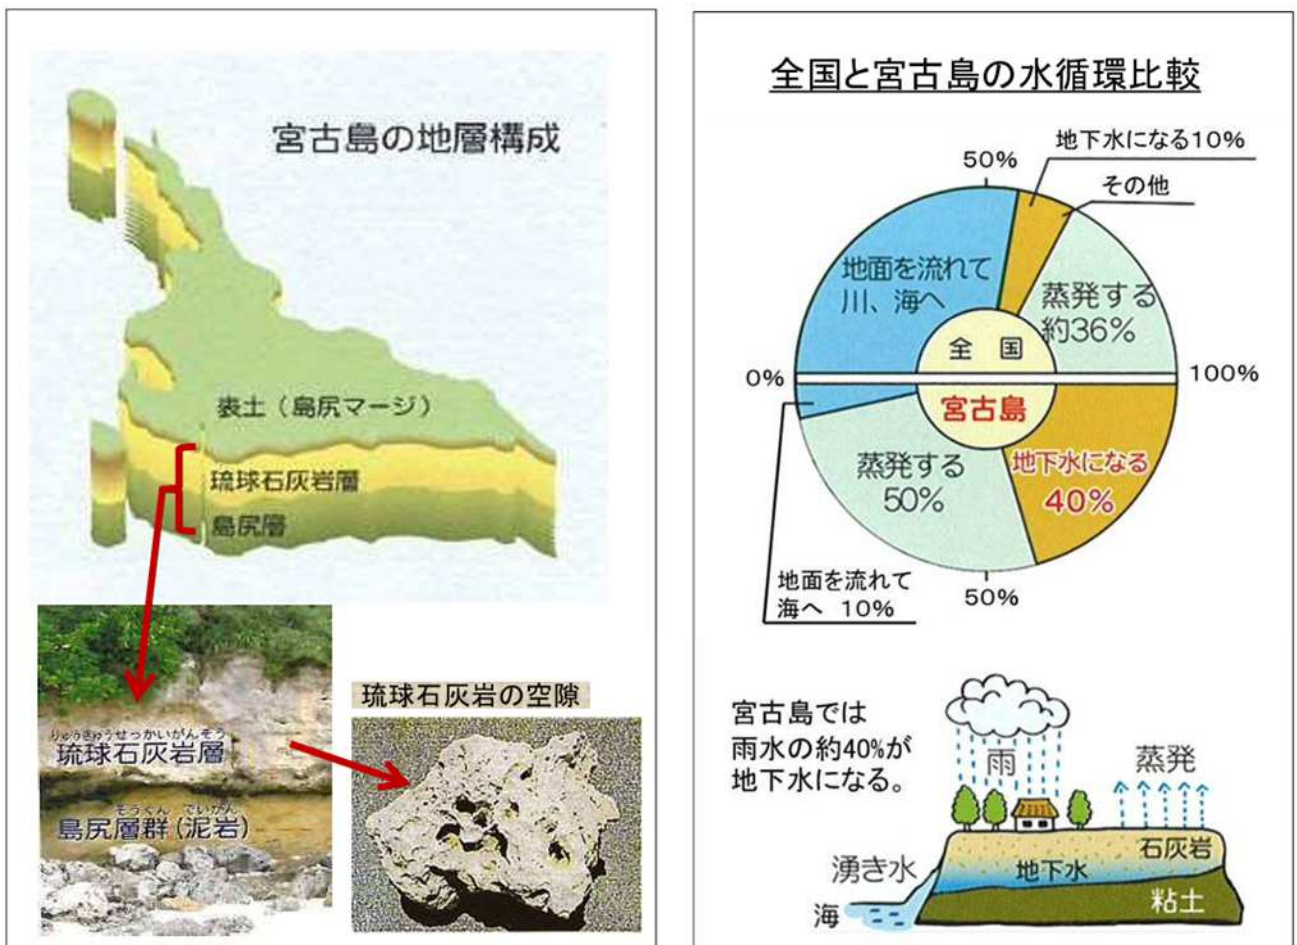 宮古島の地層構成
表土（島尻マージ）
琉球石灰岩層
島尻層
りゅうきゅうせっかいがんそう
琉球石灰岩層
そうぐん でいがん
島尻層群(泥岩)
琉球石灰岩の空隙
全国と宮古島の水循環比較
50%
地下水になる10%
その他
地面を流れて
川、海へ
蒸発する
約36%
全国
0%
100%
宮古島
蒸発する
50%
地下水になる
40%
地面を流れて
海へ 10%
50%
宮古島では
雨水の約40%が
地下水になる。
雨
蒸発
石灰岩
地下水
湧き水
粘土
海